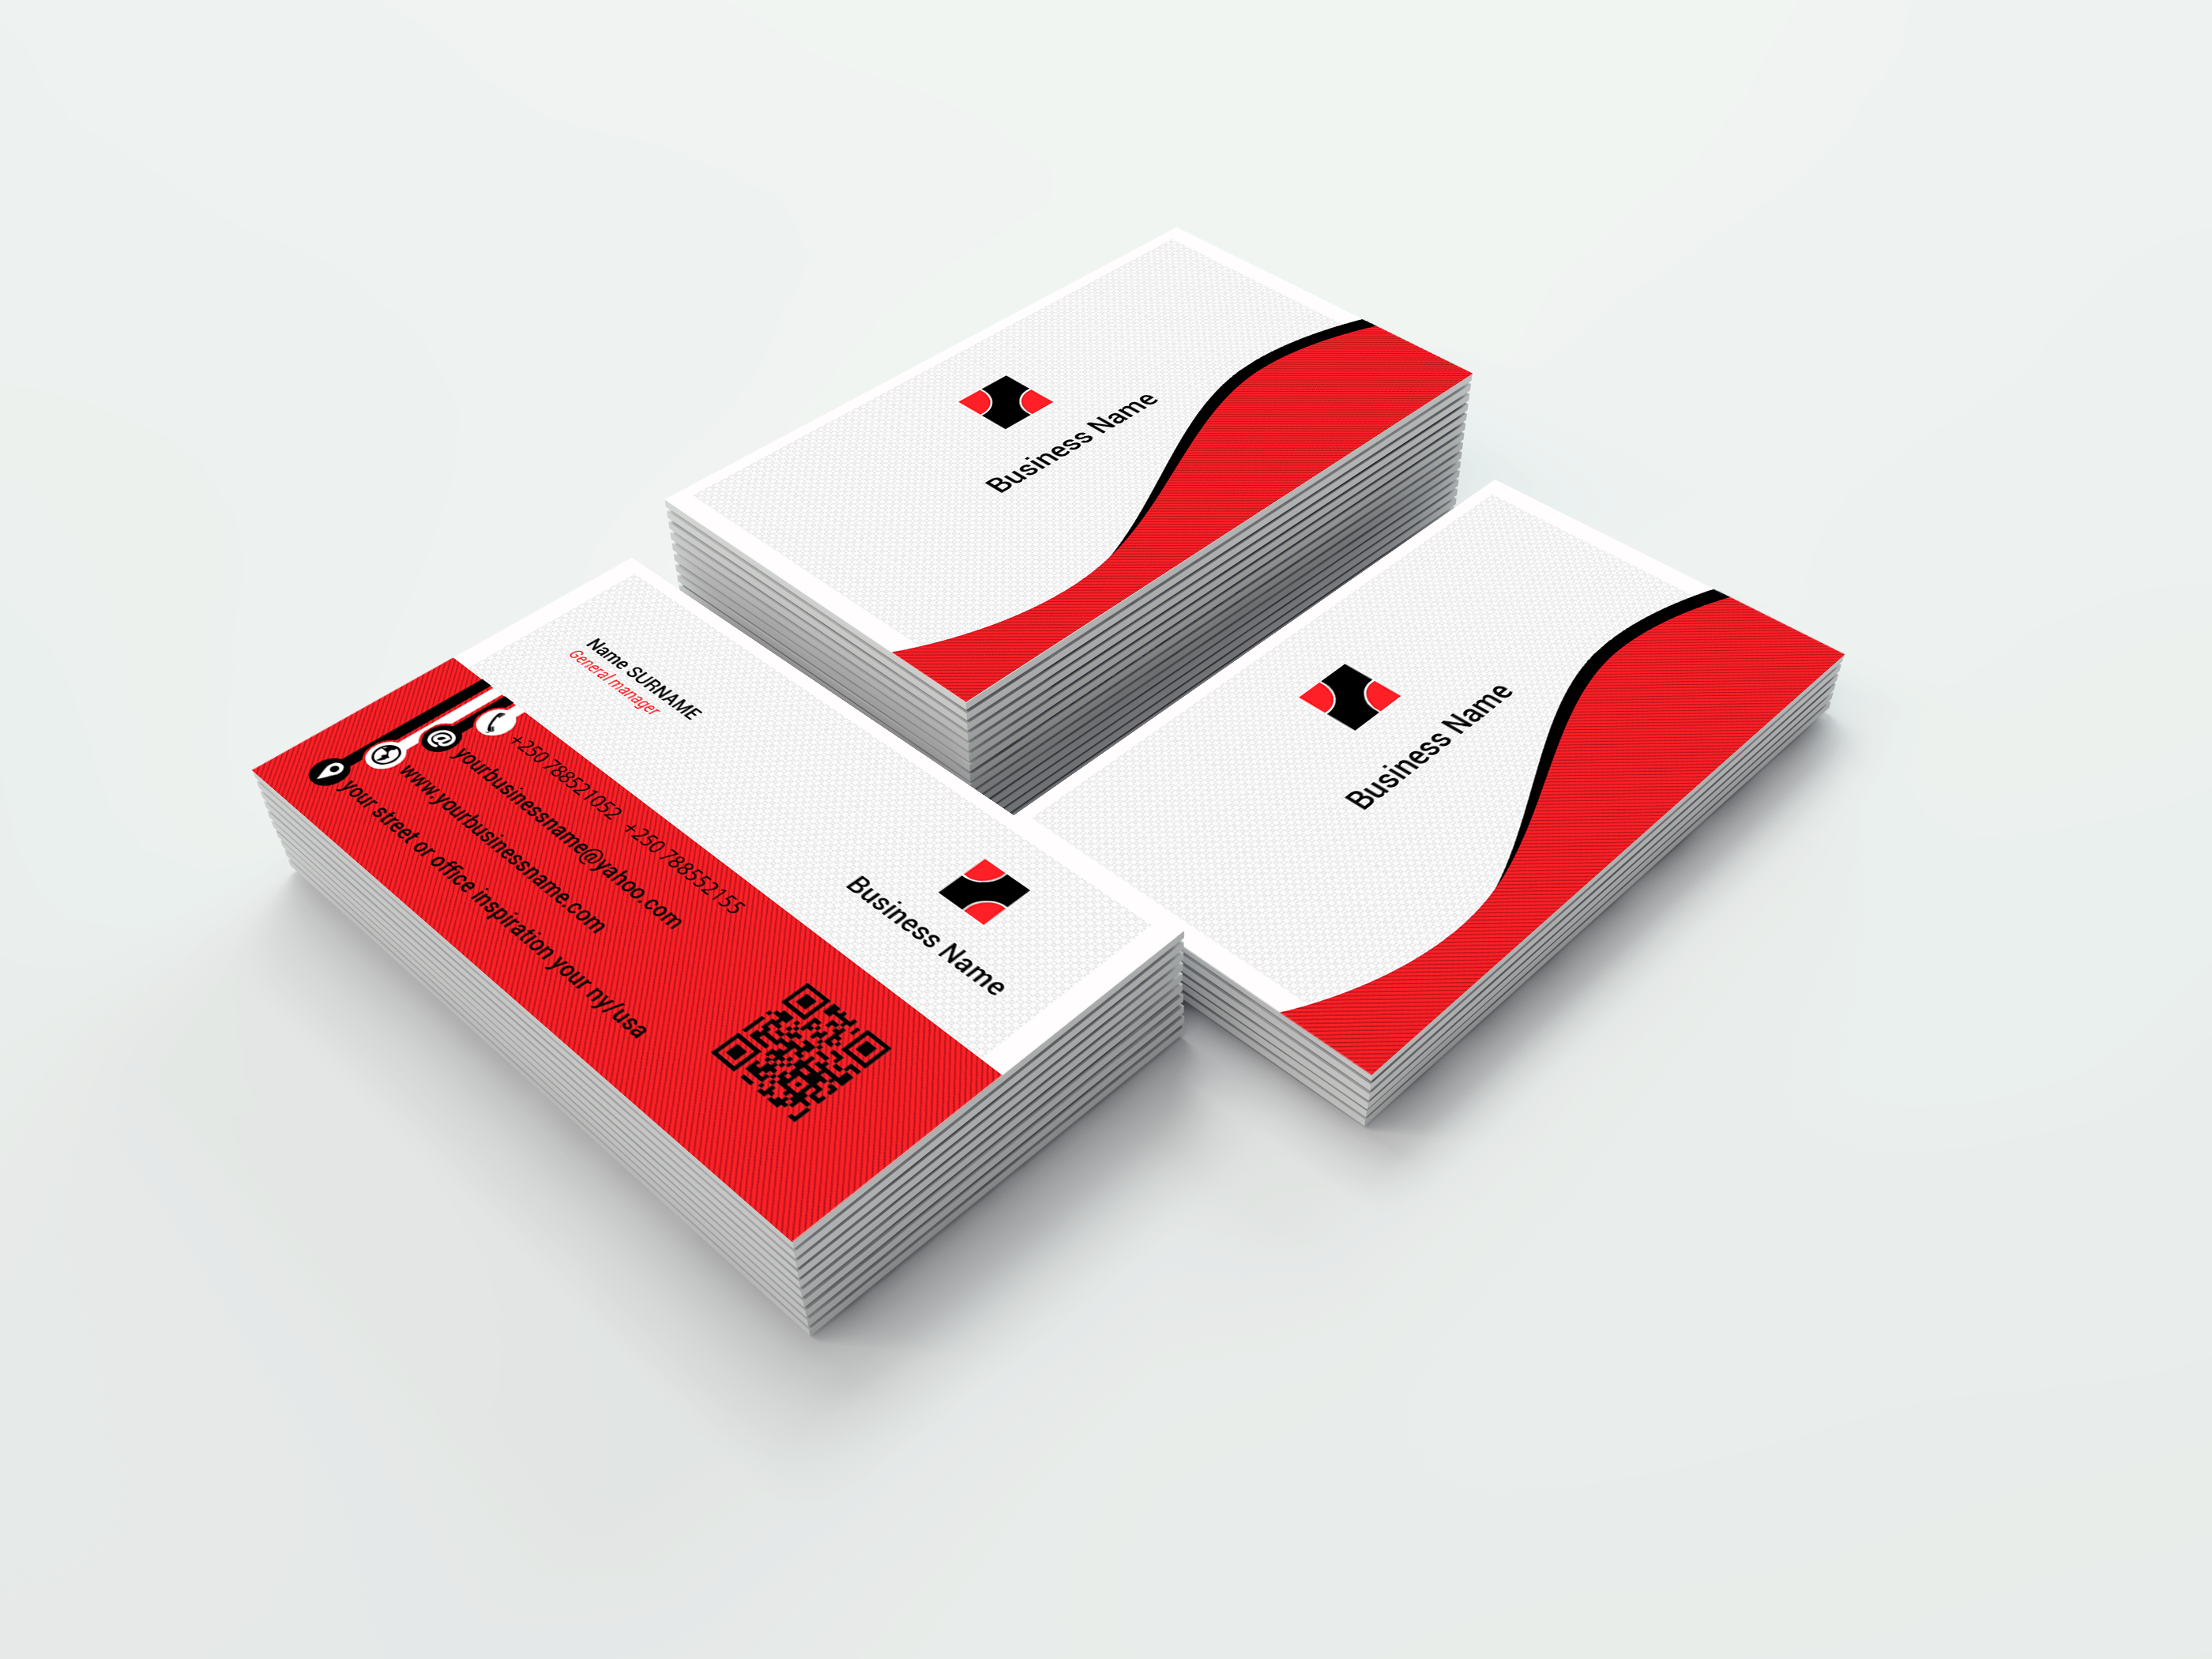 Business Name
Business Name
Name SURNAME
General manager
+250 788521052 +250 788552155
yourbusinessname@yahoo.com
www.yourbusinessname.com
your street or office inspiration your ny/usa
Business Name